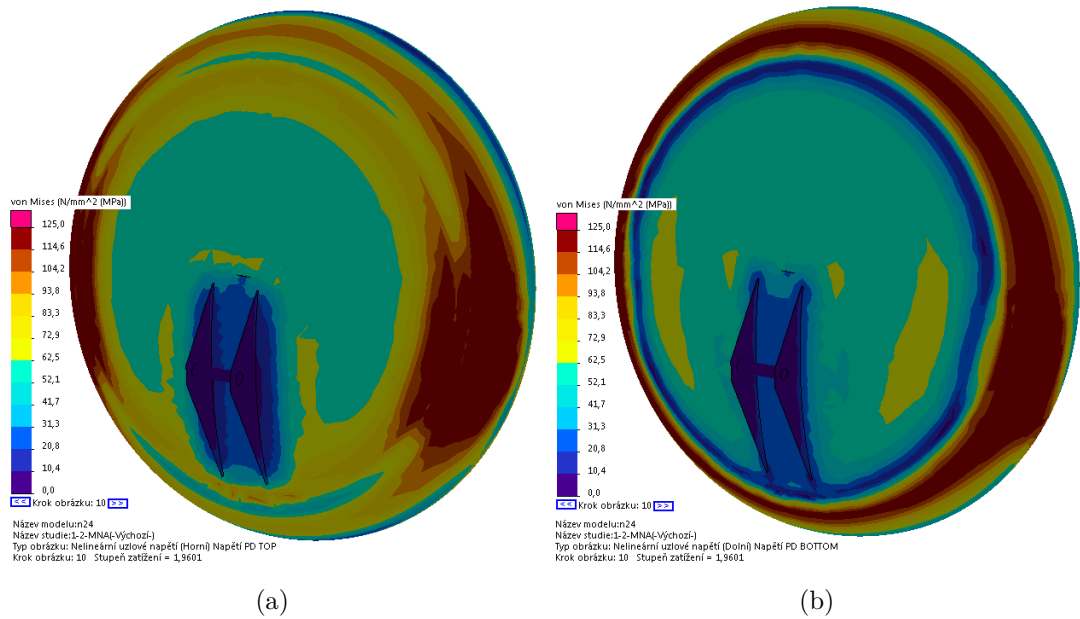 von Mises (N/mm^2 (MPa))
125,0
114,6
104,2
93,8
83,3
72,9
62,5
52,1
41,7
31,3
20,8
10,4
0,0
<< Krok obrázku: 10 >>
Název modelu:n24
Název studie:1-2-MNA(-Výchozí-)
Typ obrázku: Nelineární uzlové napětí (Horní) Napětí PD TOP
Krok obrázku: 10 Stupeň zatížení = 1,9601
(a)
von Mises (N/mm^2 (MPa))
125,0
114,6
104,2
93,8
83,3
72,9
62,5
52,1
41,7
31,3
20,8
10,4
0,0
<< Krok obrázku: 10 >>
Název modelu:n24
Název studie:1-2-MNA(-Výchozí-)
Typ obrázku: Nelineární uzlové napětí (Dolní) Napětí PD BOTTOM
Krok obrázku: 10 Stupeň zatížení = 1,9601
(b)